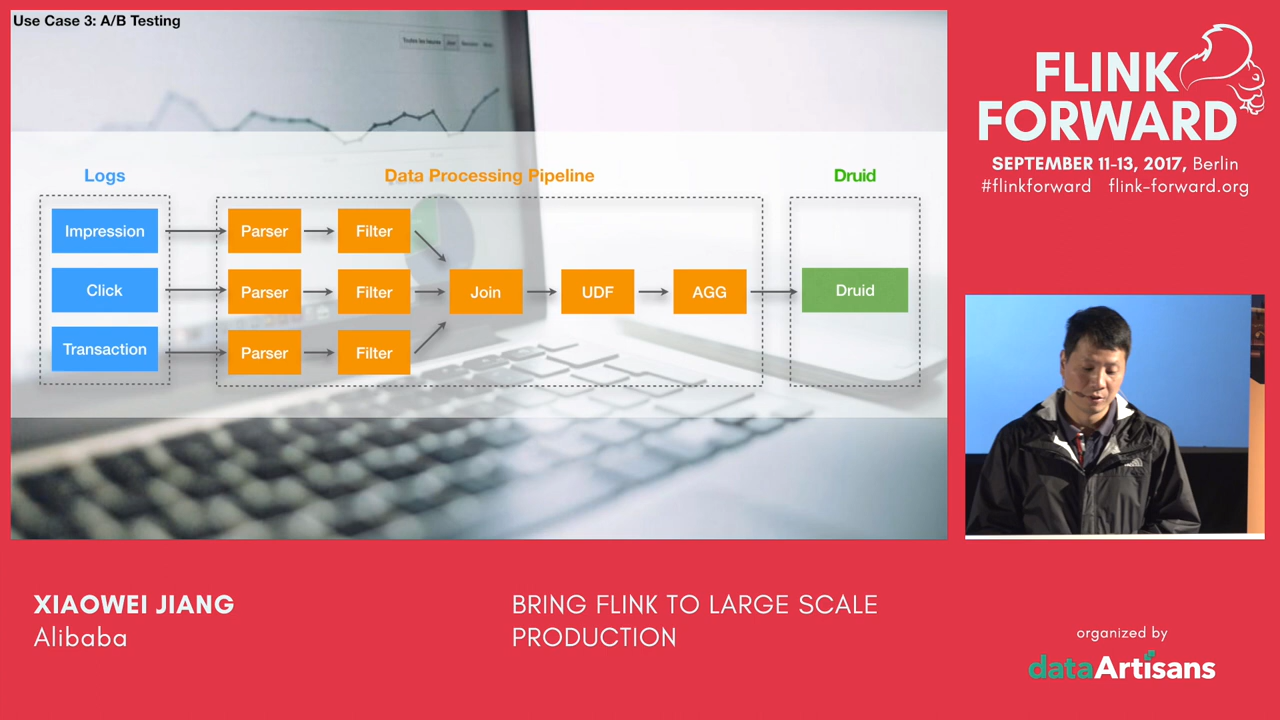 Use Case 3: A/B Testing
Logs
Data Processing Pipeline
Druid
Impression
Parser
Filter
Click
Parser
Filter
Join
UDF
AGG
Druid
Transaction
Parser
Filter
FLINK
FORWARD
SEPTEMBER 11-13, 2017, Berlin
#flinkforward flink-forward.org
XIAOWEI JIANG
Alibaba
BRING FLINK TO LARGE SCALE
PRODUCTION
organized by
dataArtisans